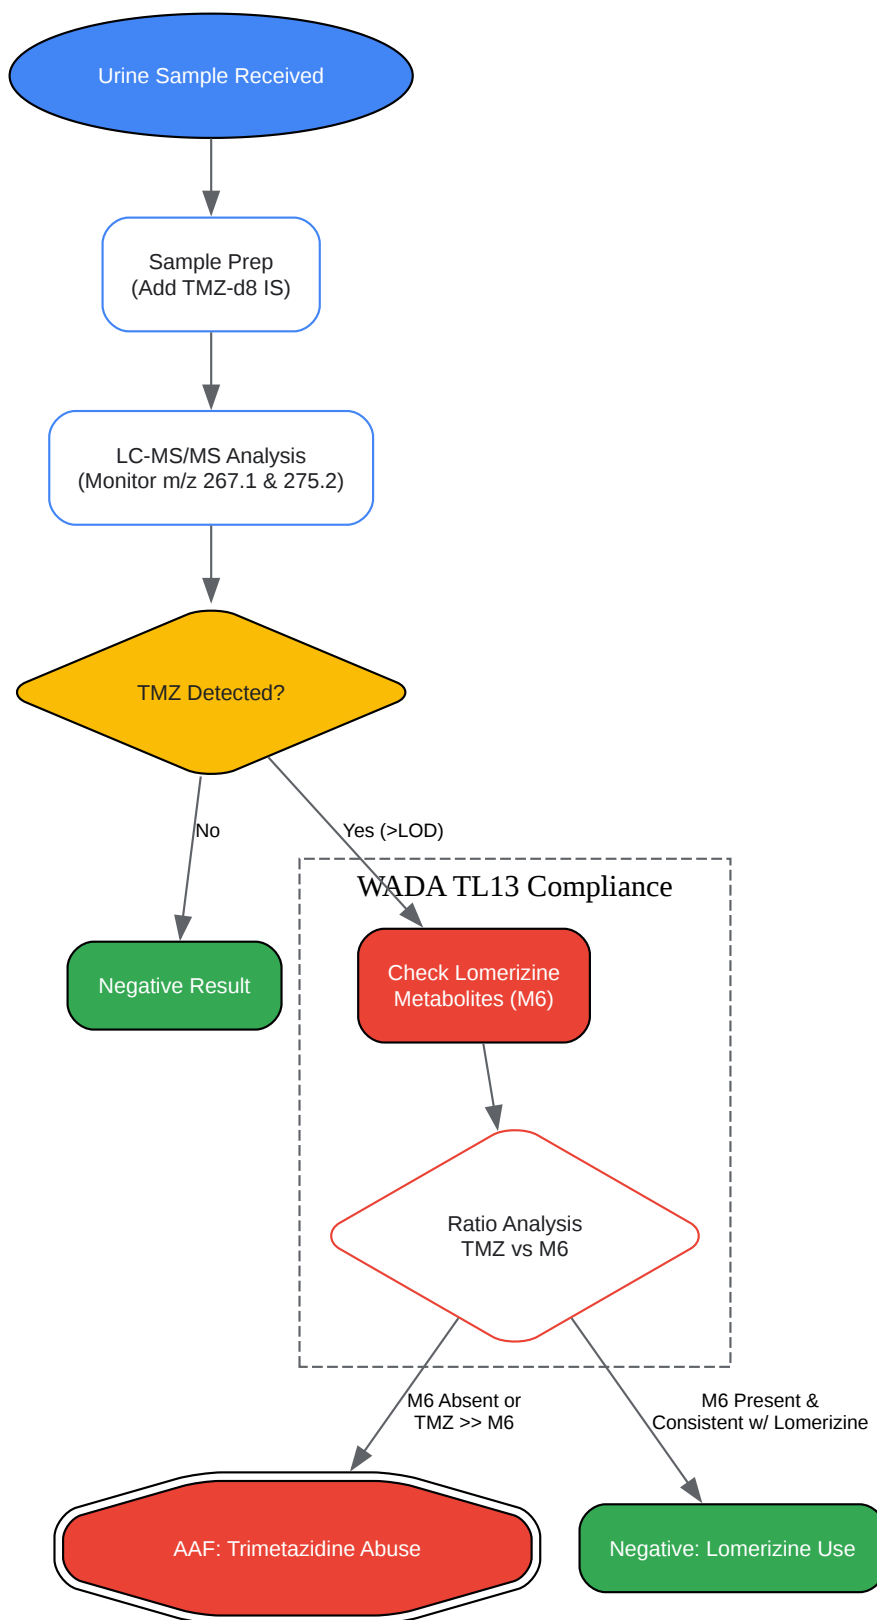 Urine Sample Received
Sample Prep
(Add TMZ-d8 IS)
LC-MS/MS Analysis
(Monitor m/z 267.1 & 275.2)
TMZ Detected?
No
Yes (>LOD)
WADA TL13 Compliance
Negative Result
Check Lomerizine
Metabolites (M6)
Ratio Analysis
TMZ vs M6
M6 Absent or
TMZ >> M6
M6 Present &
Consistent w/ Lomerizine
AAF: Trimetazidine Abuse
Negative: Lomerizine Use